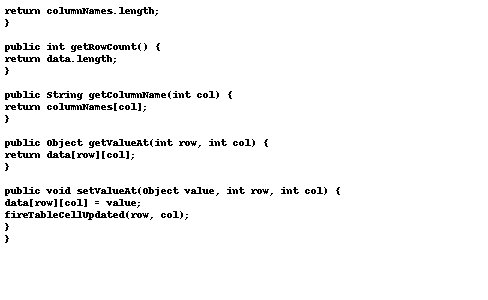 return columnNames.length;
}
public int getRowCount() {
return data.length;
}
public String getColumnName(int col) {
return columnNames[col];
}
public Object getValueAt(int row, int col) {
return data[row][col];
}
public void setValueAt(Object value, int row, int col) {
data[row][col] = value;
fireTableCellUpdated(row, col);
}
}